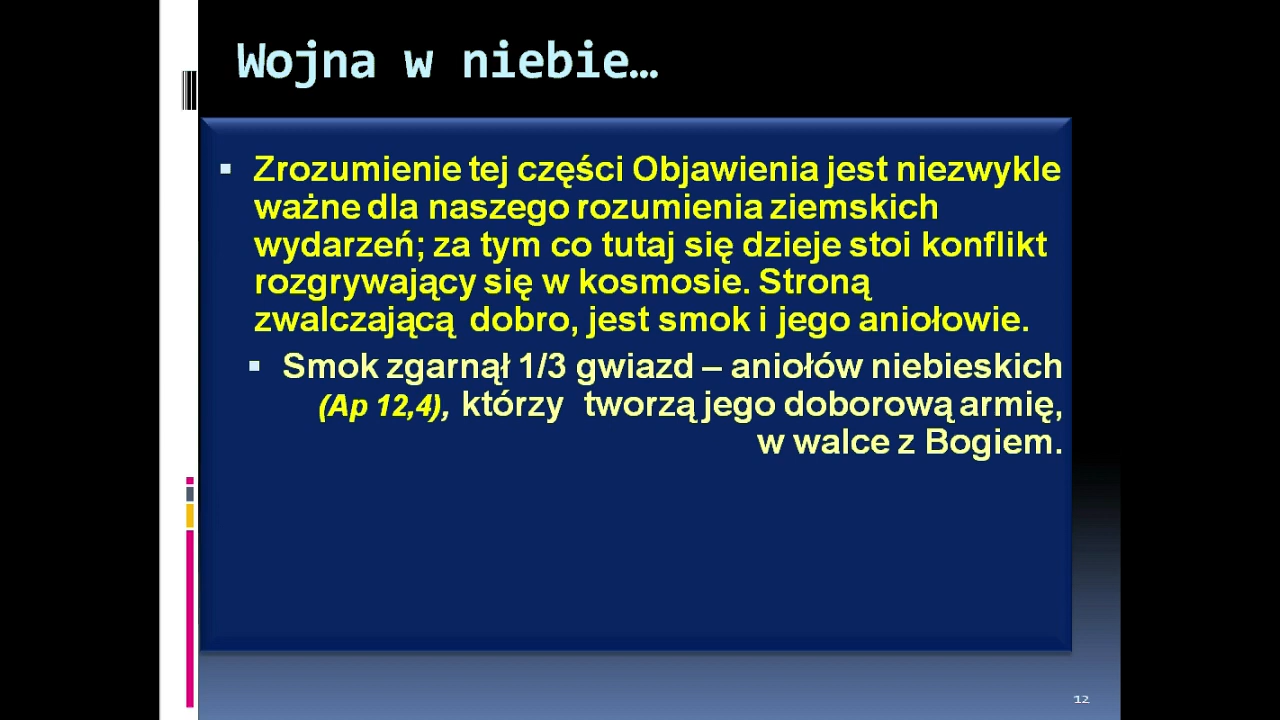 Wojna w niebie…
Zrozumienie tej części Objawienia jest niezwykle
ważne dla naszego rozumienia ziemskich
wydarzeń; za tym co tutaj się dzieje stoi konflikt
rozgrywający się w kosmosie. Stroną
zwalczającą dobro, jest smok i jego aniołowie.
Smok zgarnął 1/3 gwiazd – aniołów niebieskich
(Ap 12,4), którzy tworzą jego doborową armię,
w walce z Bogiem.
12